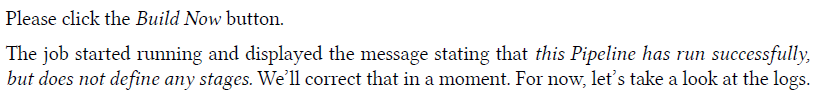 Please click the Build Now button.
The job started running and displayed the message stating that this Pipeline has run successfully,
but does not define any stages. We’ll correct that in a moment. For now, let’s take a look at the logs.